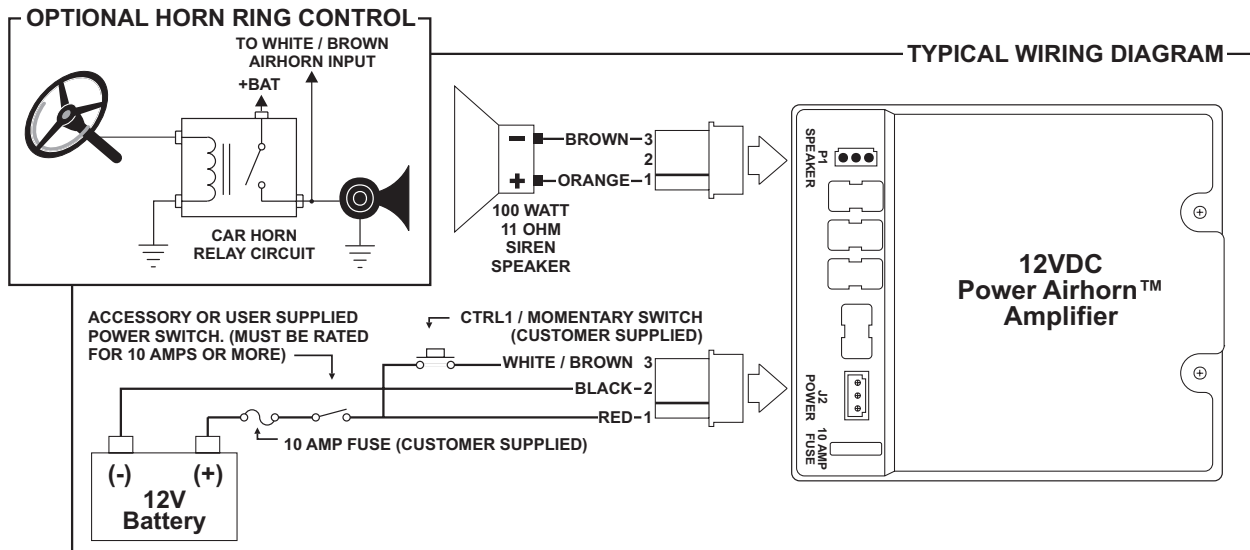 OPTIONAL HORN RING CONTROL
TO WHITE / BROWN
AIRHORN INPUT
+BAT
CAR HORN
RELAY CIRCUIT
TYPICAL WIRING DIAGRAM
BROWN 3
2
ORANGE 1
-
+
100 WATT
11 OHM
SIREN
SPEAKER
P1
SPEAKER
12VDC
Power Airhorn™
Amplifier
J2
POWER
10 AMP
FUSE
ACCESSORY OR USER SUPPLIED
POWER SWITCH. (MUST BE RATED
FOR 10 AMPS OR MORE)
CTRL1 / MOMENTARY SWITCH
(CUSTOMER SUPPLIED)
WHITE / BROWN 3
BLACK 2
RED 1
10 AMP FUSE (CUSTOMER SUPPLIED)
(-) (+)
12V
Battery